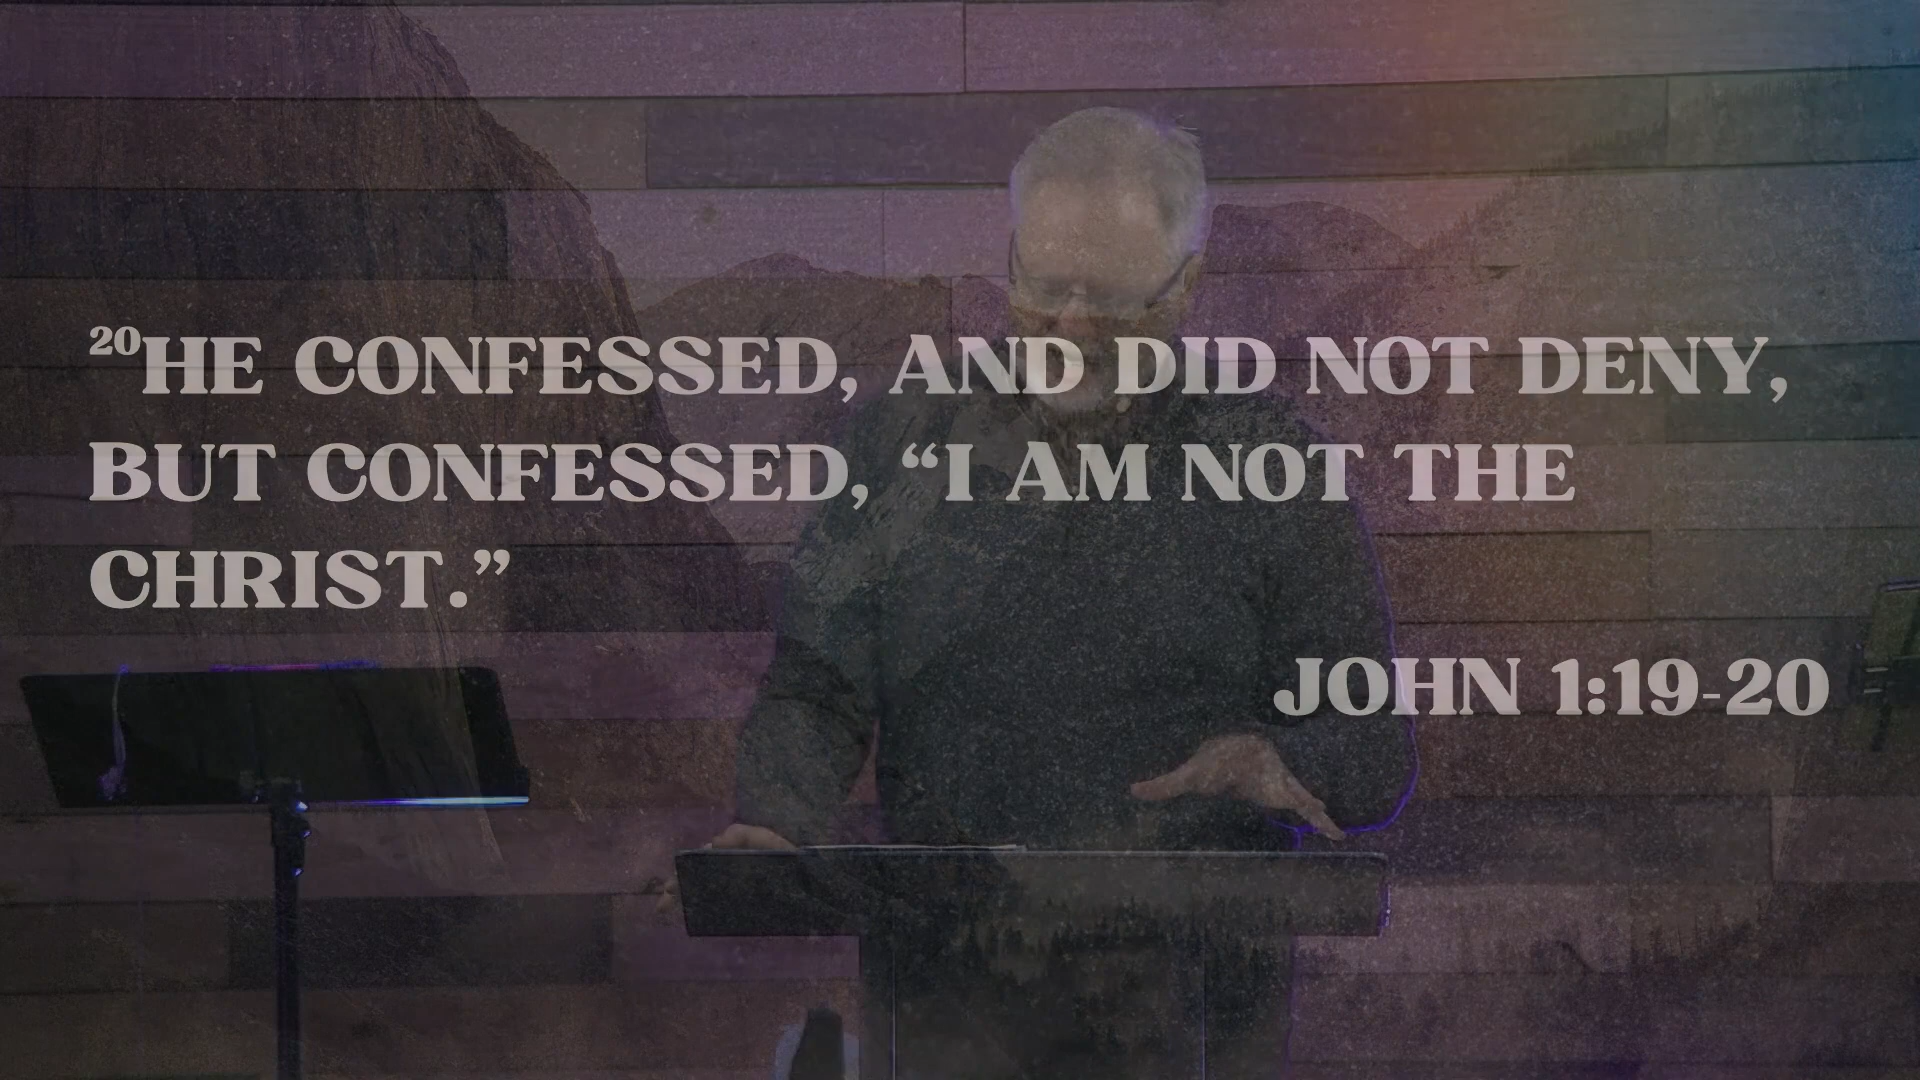 ²⁰HE CONFESSED, AND DID NOT DENY,
BUT CONFESSED, “I AM NOT THE
CHRIST.”
JOHN 1:19-20